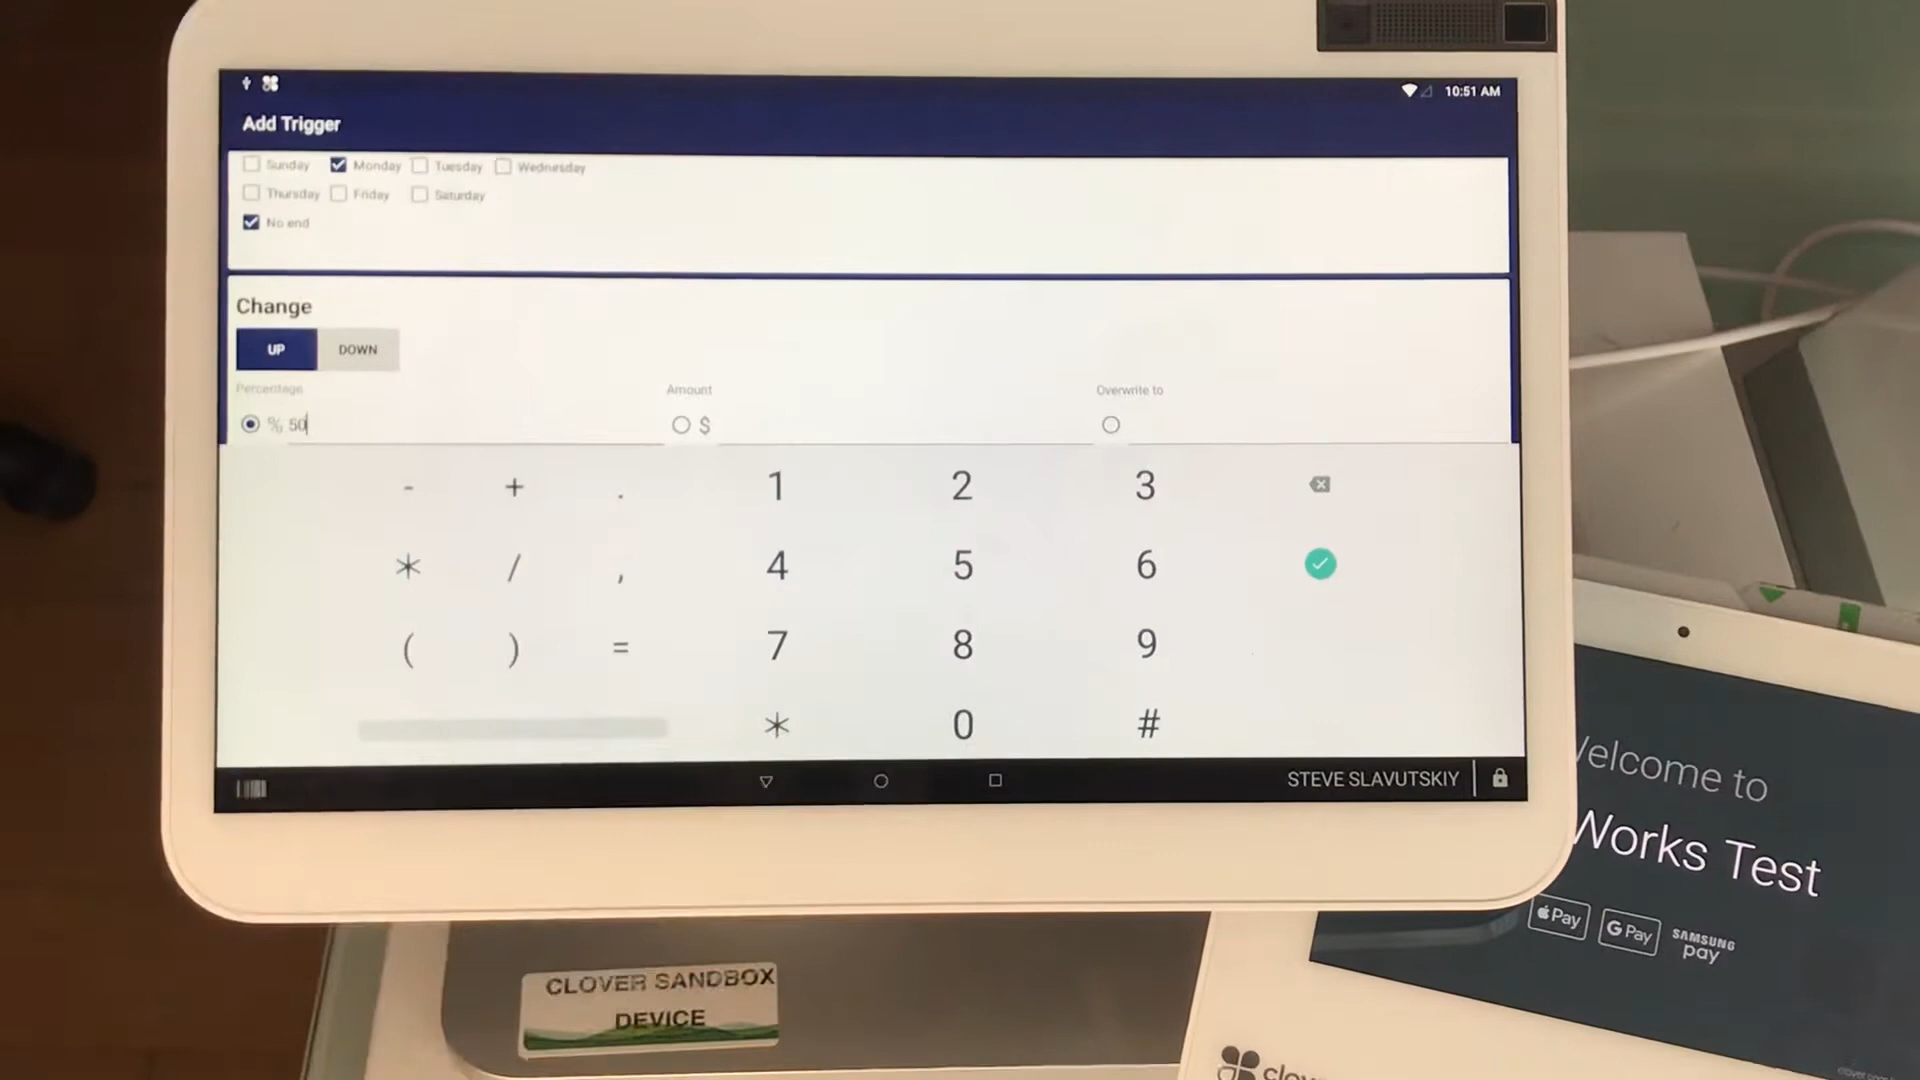 10:51 AM
Add Trigger
Sunday Monday Tuesday Wednesday
Thursday Friday Saturday
No end
Change
UP DOWN
Percentage Amount Overwrite to
% 50 $
- + . 1 2 3
* / , 4 5 6
( ) = 7 8 9
* 0 #
STEVE SLAVUTSKIY
elcome to
Works Test
Pay G Pay SAMSUNG pay
CLOVER SANDBOX
DEVICE
clov